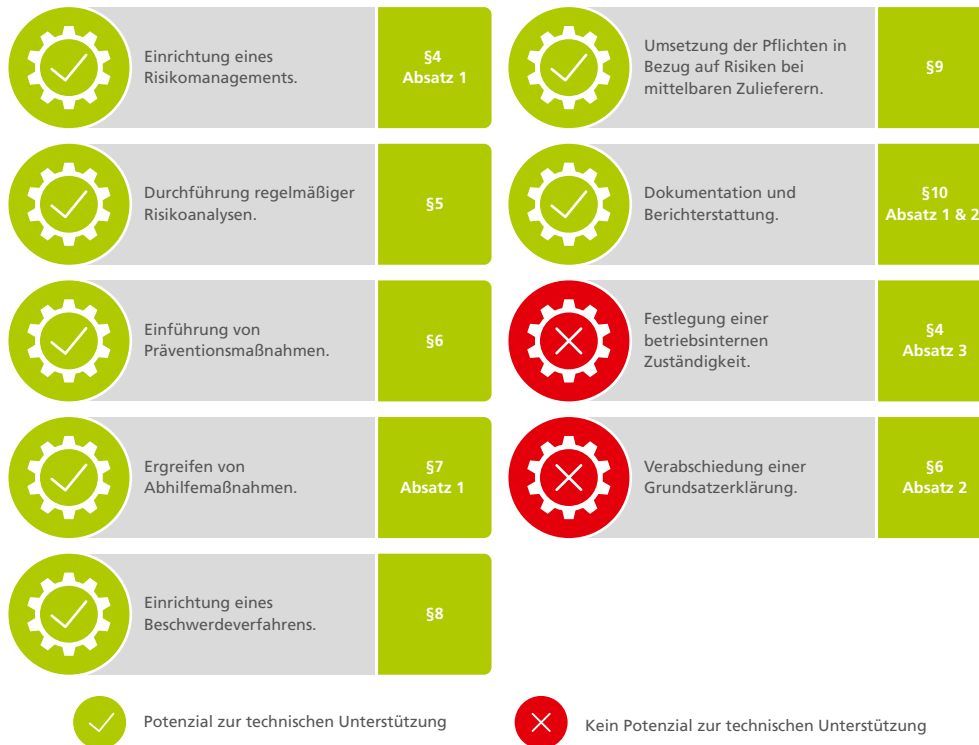 Einrichtung eines
Risikomanagements.
§4
Absatz 1
Durchführung regelmäßiger
Risikoanalysen.
§5
Einführung von
Präventionsmaßnahmen.
§6
Ergreifen von
Abhilfemaßnahmen.
§7
Absatz 1
Einrichtung eines
Beschwerdeverfahrens.
§8
Umsetzung der Pflichten in
Bezug auf Risiken bei
mittelbaren Zulieferern.
§9
Dokumentation und
Berichterstattung.
§10
Absatz 1 & 2
Festlegung einer
betriebsinternen
Zuständigkeit.
§4
Absatz 3
Verabschiedung einer
Grundsatzerklärung.
§6
Absatz 2
Potenzial zur technischen Unterstützung
Kein Potenzial zur technischen Unterstützung